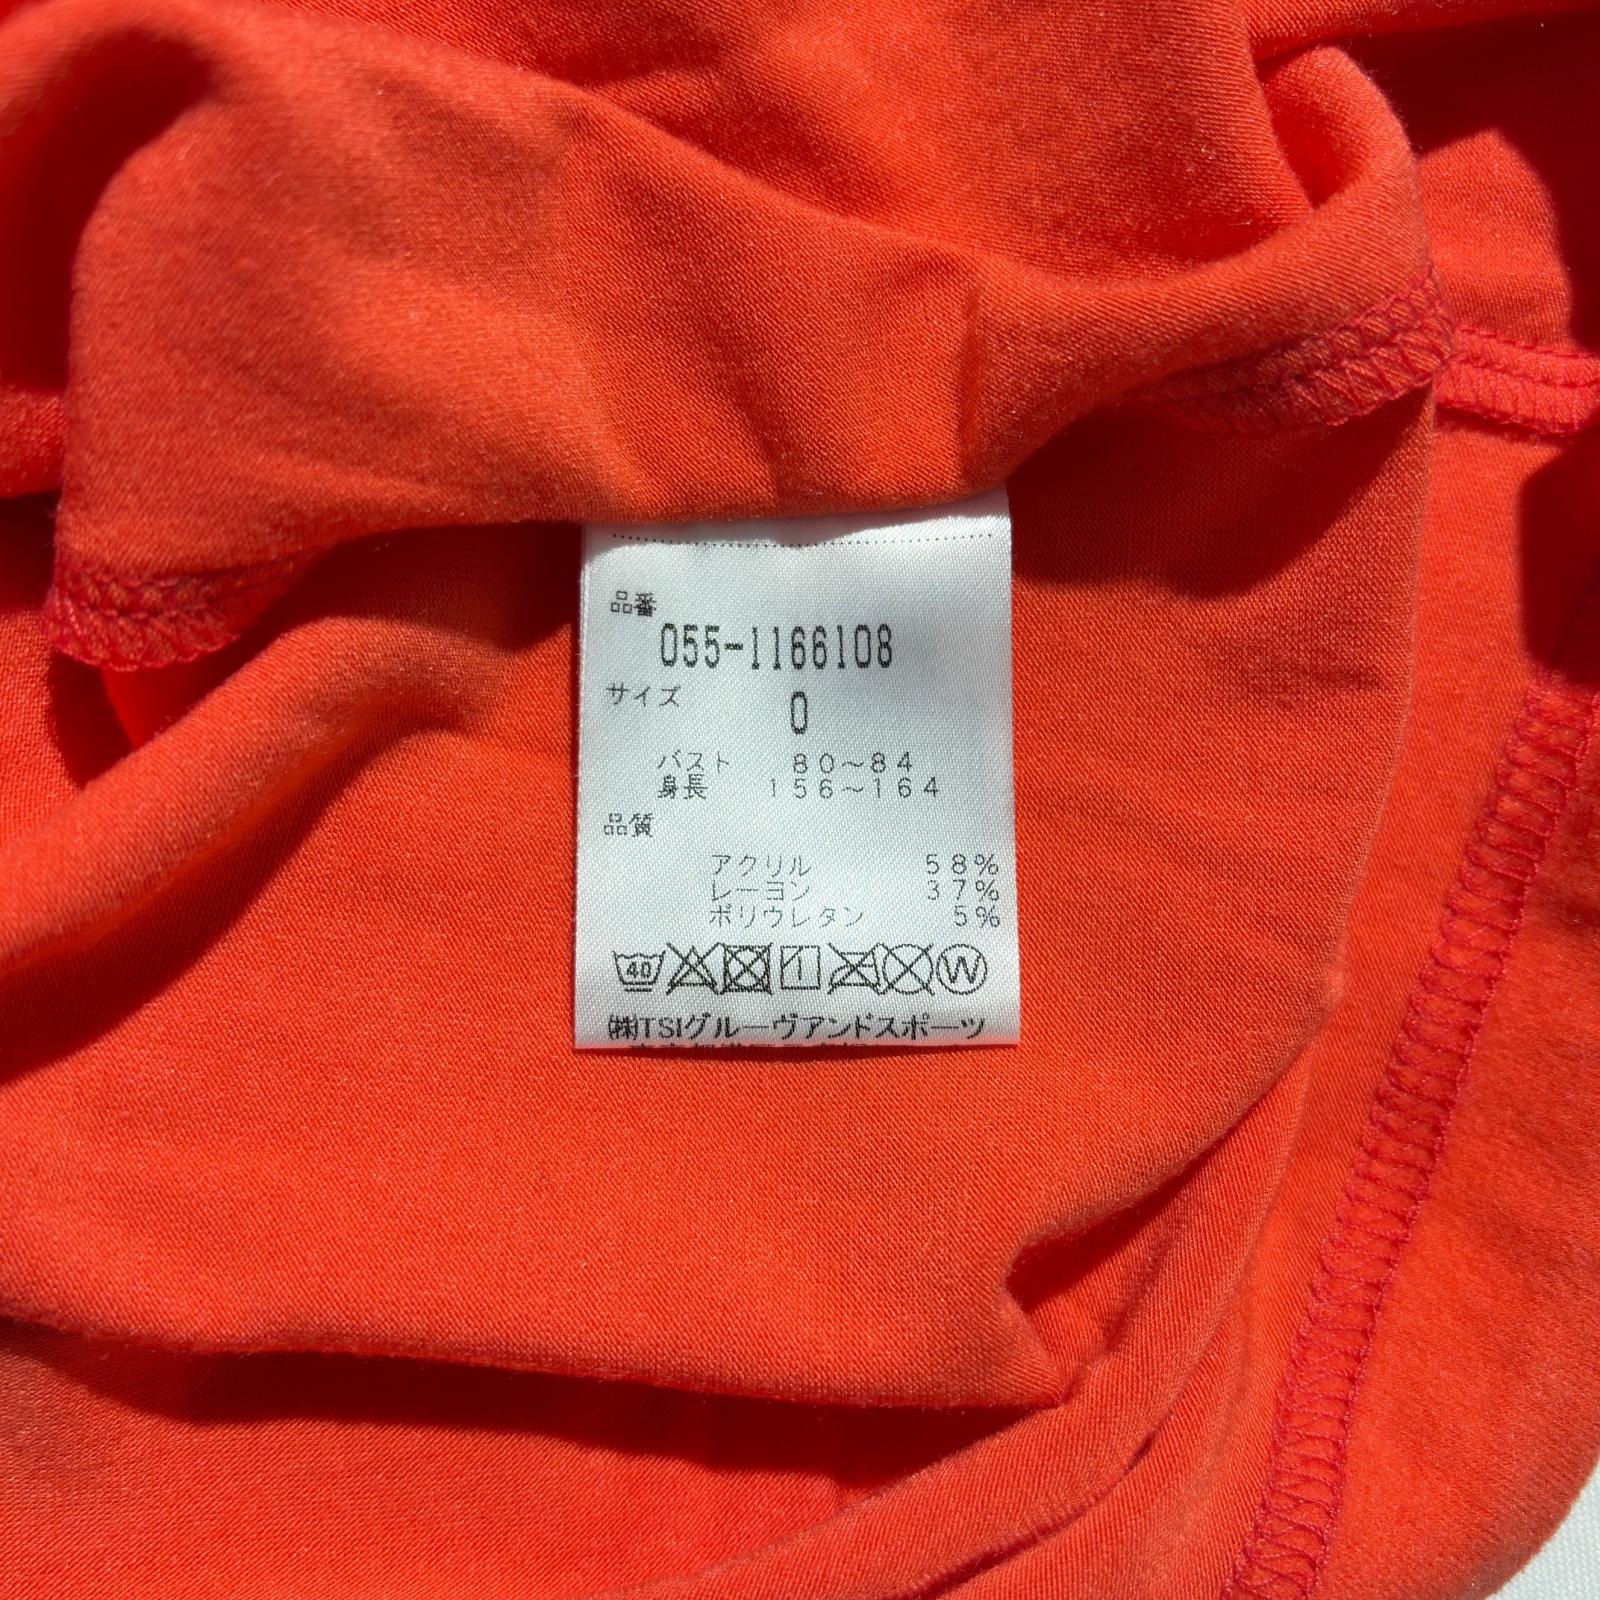 品番
055-1166108
サイズ
0
バスト 80～84
身長 156～164
品質
アクリル 58%
レーヨン 37%
ポリウレタン 5%
40 1 W
㈱TSIグルーヴアンドスポーツ